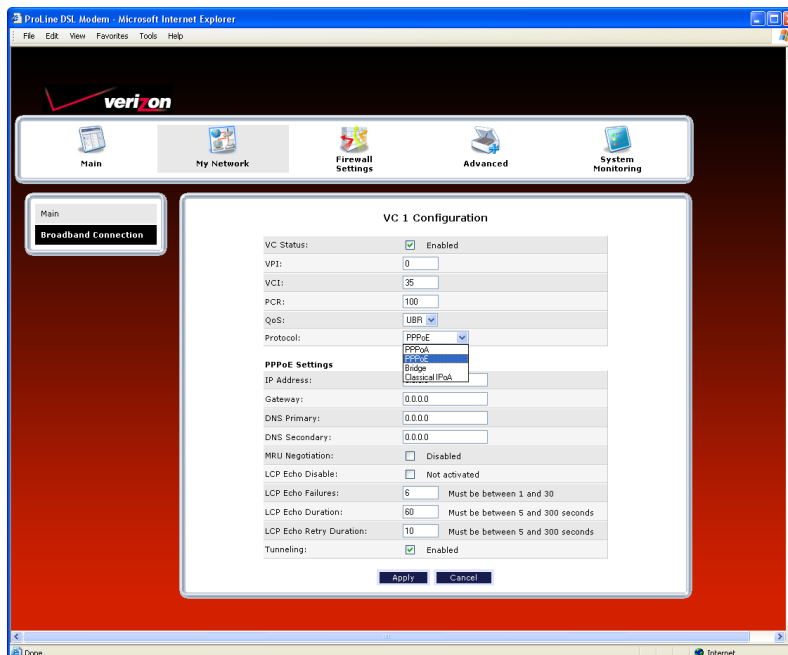 ProLine DSL Modem - Microsoft Internet Explorer
File Edit View Favorites Tools Help
verizon
Main
My Network
Firewall Settings
Advanced
System Monitoring
Main
Broadband Connection
VC 1 Configuration
VC Status: Enabled
VPI: 0
VCI: 35
PCR: 100
QoS: UBR
Protocol: PPPoE
PPPoA
PPPoE
Bridge
Classical IPoA
PPPoE Settings
IP Address:
Gateway: 0.0.0.0
DNS Primary: 0.0.0.0
DNS Secondary: 0.0.0.0
MRU Negotiation: Disabled
LCP Echo Disable: Not activated
LCP Echo Failures: 6 Must be between 1 and 30
LCP Echo Duration: 60 Must be between 5 and 300 seconds
LCP Echo Retry Duration: 10 Must be between 5 and 300 seconds
Tunneling: Enabled
Apply Cancel
Done Internet